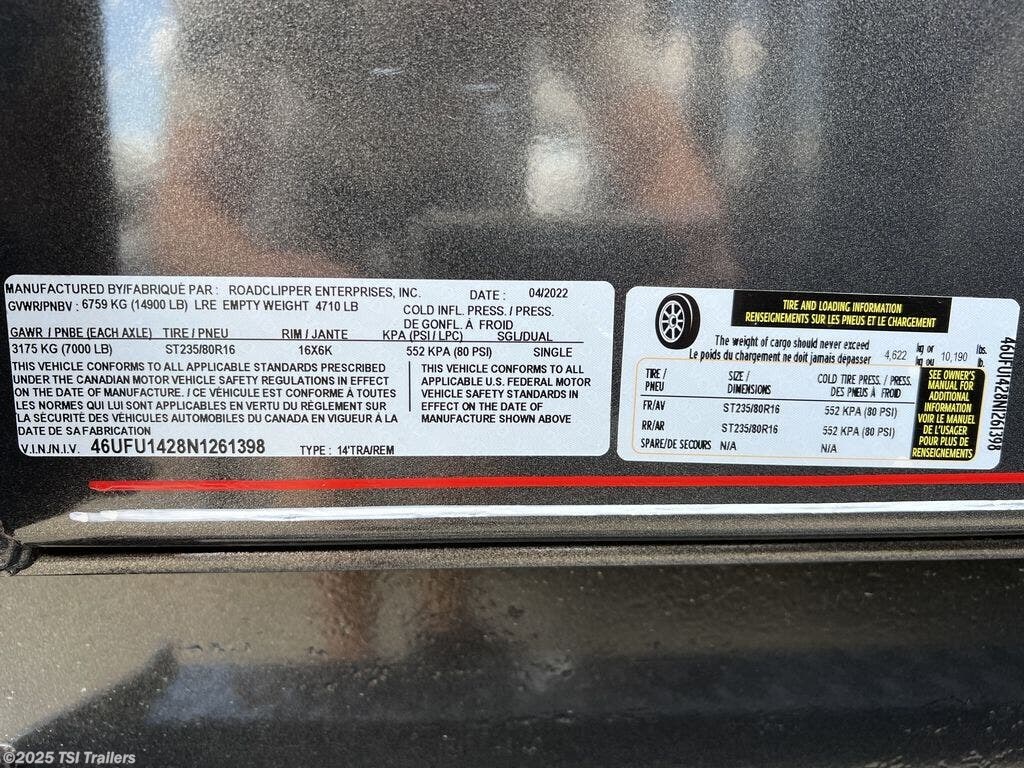 MANUFACTURED BY/FABRIQUÉ PAR : ROADCLIPPER ENTERPRISES, INC. DATE : 04/2022
GVWR/PNBV : 6759 KG (14900 LB) LRE EMPTY WEIGHT 4710 LB
COLD INFL. PRESS. / PRESS.
DE GONFL. À FROID
GAWR / PNBE (EACH AXLE) TIRE / PNEU RIM / JANTE KPA (PSI / LPC) SGL/DUAL
3175 KG (7000 LB) ST235/80R16 16X6K 552 KPA (80 PSI) SINGLE
THIS VEHICLE CONFORMS TO ALL APPLICABLE STANDARDS PRESCRIBED
UNDER THE CANADIAN MOTOR VEHICLE SAFETY REGULATIONS IN EFFECT
ON THE DATE OF MANUFACTURE. / CE VÉHICULE EST CONFORME À TOUTES
LES NORMES QUI LUI SONT APPLICABLES EN VERTU DU RÈGLEMENT SUR
LA SÉCURITÉ DES VÉHICULES AUTOMOBILES DU CANADA EN VIGUEUR À LA
DATE DE SA FABRICATION
THIS VEHICLE CONFORMS TO ALL
APPLICABLE U.S. FEDERAL MOTOR
VEHICLE SAFETY STANDARDS IN
EFFECT ON THE DATE OF
MANUFACTURE SHOWN ABOVE
V.I.N./N.I.V. 46UFU1428N1261398 TYPE : 14'TRA/REM
TIRE AND LOADING INFORMATION
RENSEIGNEMENTS SUR LES PNEUS ET LE CHARGEMENT
The weight of cargo should never exceed
Le poids du chargement ne doit jamais dépasser
4,622 kg or 10,190 lbs.
kg ou lb.
TIRE / SIZE / COLD TIRE PRESS. / PRESS.
PNEU DIMENSIONS DES PNEUS À FROID
FR/AV ST235/80R16 552 KPA (80 PSI)
RR/AR ST235/80R16 552 KPA (80 PSI)
SPARE/DE SECOURS N/A N/A
SEE OWNER'S
MANUAL FOR
ADDITIONAL
INFORMATION
VOIR LE MANUEL
DE L'USAGER
POUR PLUS DE
RENSEIGNEMENTS
46UFU1428N1261398
©2025 TSI Trailers